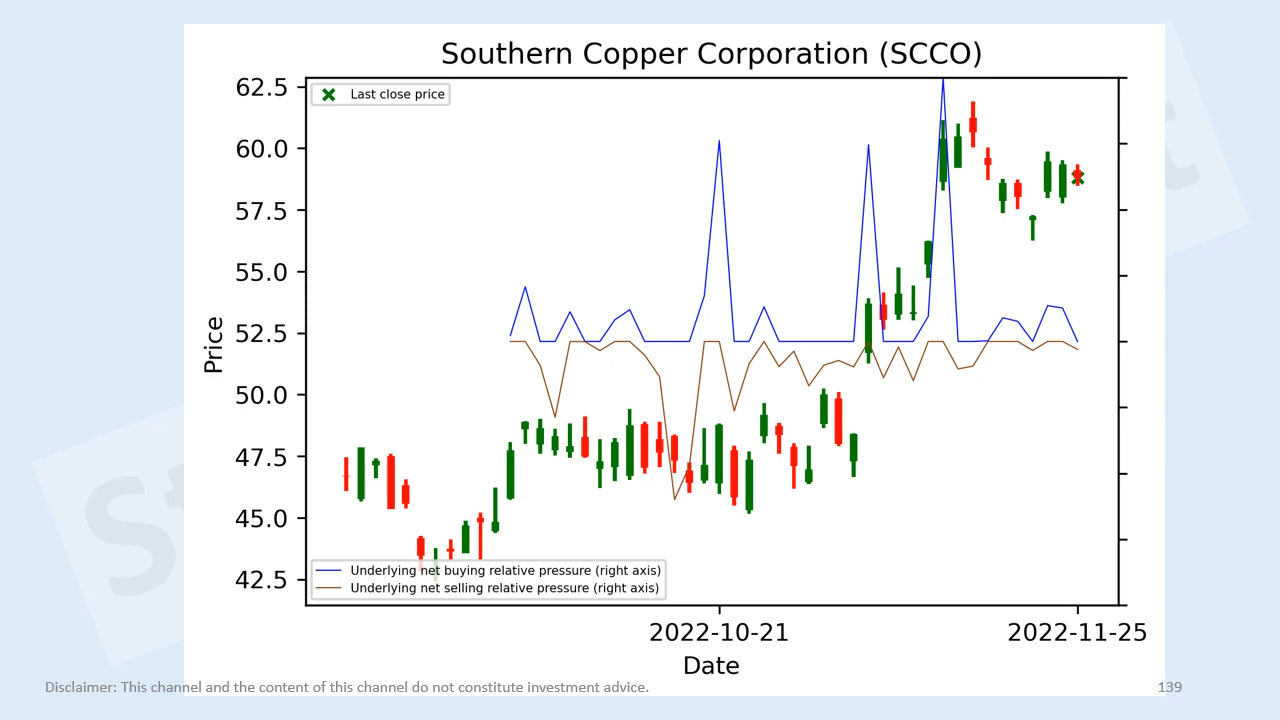 Southern Copper Corporation (SCCO)
62.5
60.0
57.5
55.0
52.5
50.0
47.5
45.0
42.5
Price
Last close price
Underlying net buying relative pressure (right axis)
Underlying net selling relative pressure (right axis)
2022-10-21
2022-11-25
Date
Disclaimer: This channel and the content of this channel do not constitute investment advice.
139